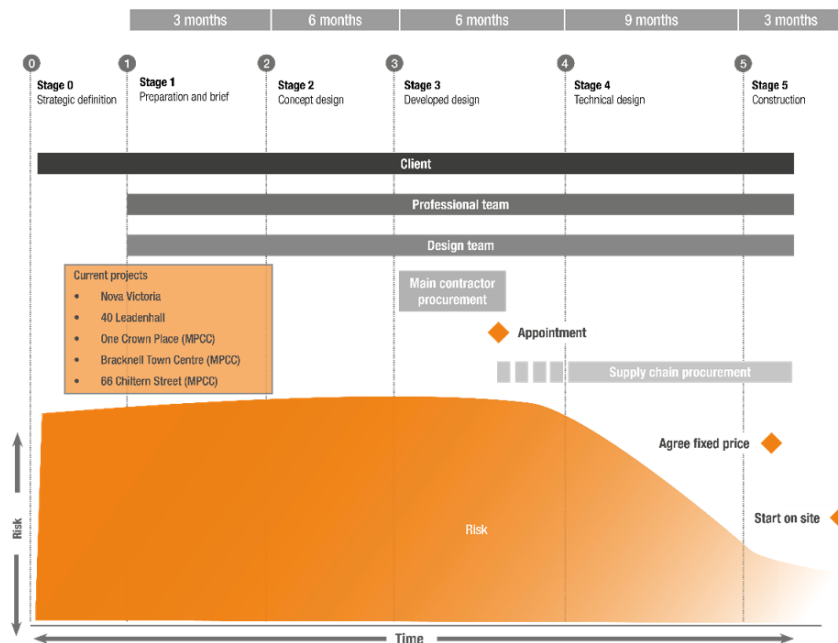 3 months
6 months
6 months
9 months
3 months
0
1
2
3
4
5
Stage 0
Strategic definition
Stage 1
Preparation and brief
Stage 2
Concept design
Stage 3
Developed design
Stage 4
Technical design
Stage 5
Construction
Client
Professional team
Design team
Current projects
• Nova Victoria
• 40 Leadenhall
• One Crown Place (MPCC)
• Bracknell Town Centre (MPCC)
• 66 Chiltern Street (MPCC)
Main contractor
procurement
Appointment
Supply chain procurement
Agree fixed price
Start on site
Risk
Risk
Time